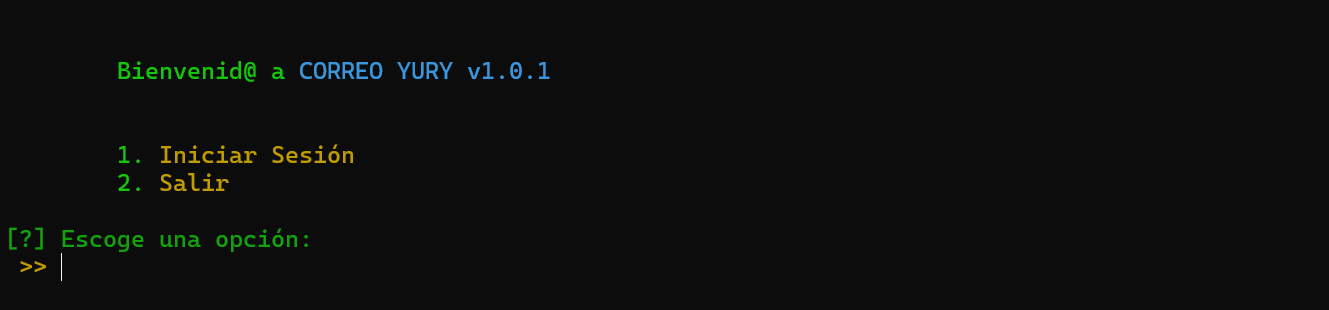 Bienvenid@ a CORREO YURY v1.0.1
1. Iniciar Sesión
2. Salir
[?] Escoge una opción:
>>